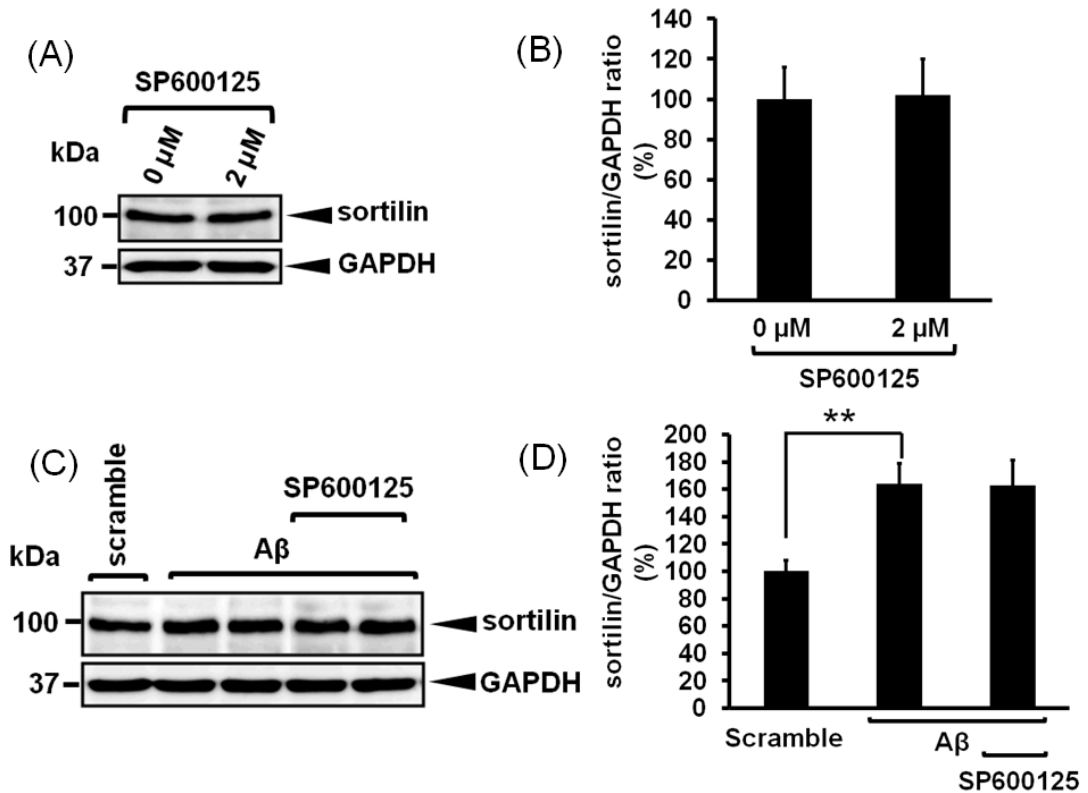 (A)
SP600125
kDa
0 µM
2 µM
100
sortilin
37
GAPDH
(B)
sortilin/GAPDH ratio
(%)
140
120
100
80
60
40
20
0
0 µM
2 µM
SP600125
(C)
scramble
SP600125
Aβ
kDa
100
sortilin
37
GAPDH
(D)
sortilin/GAPDH ratio
(%)
200
180
160
140
120
100
80
60
40
20
0
**
Scramble
Aβ
SP600125